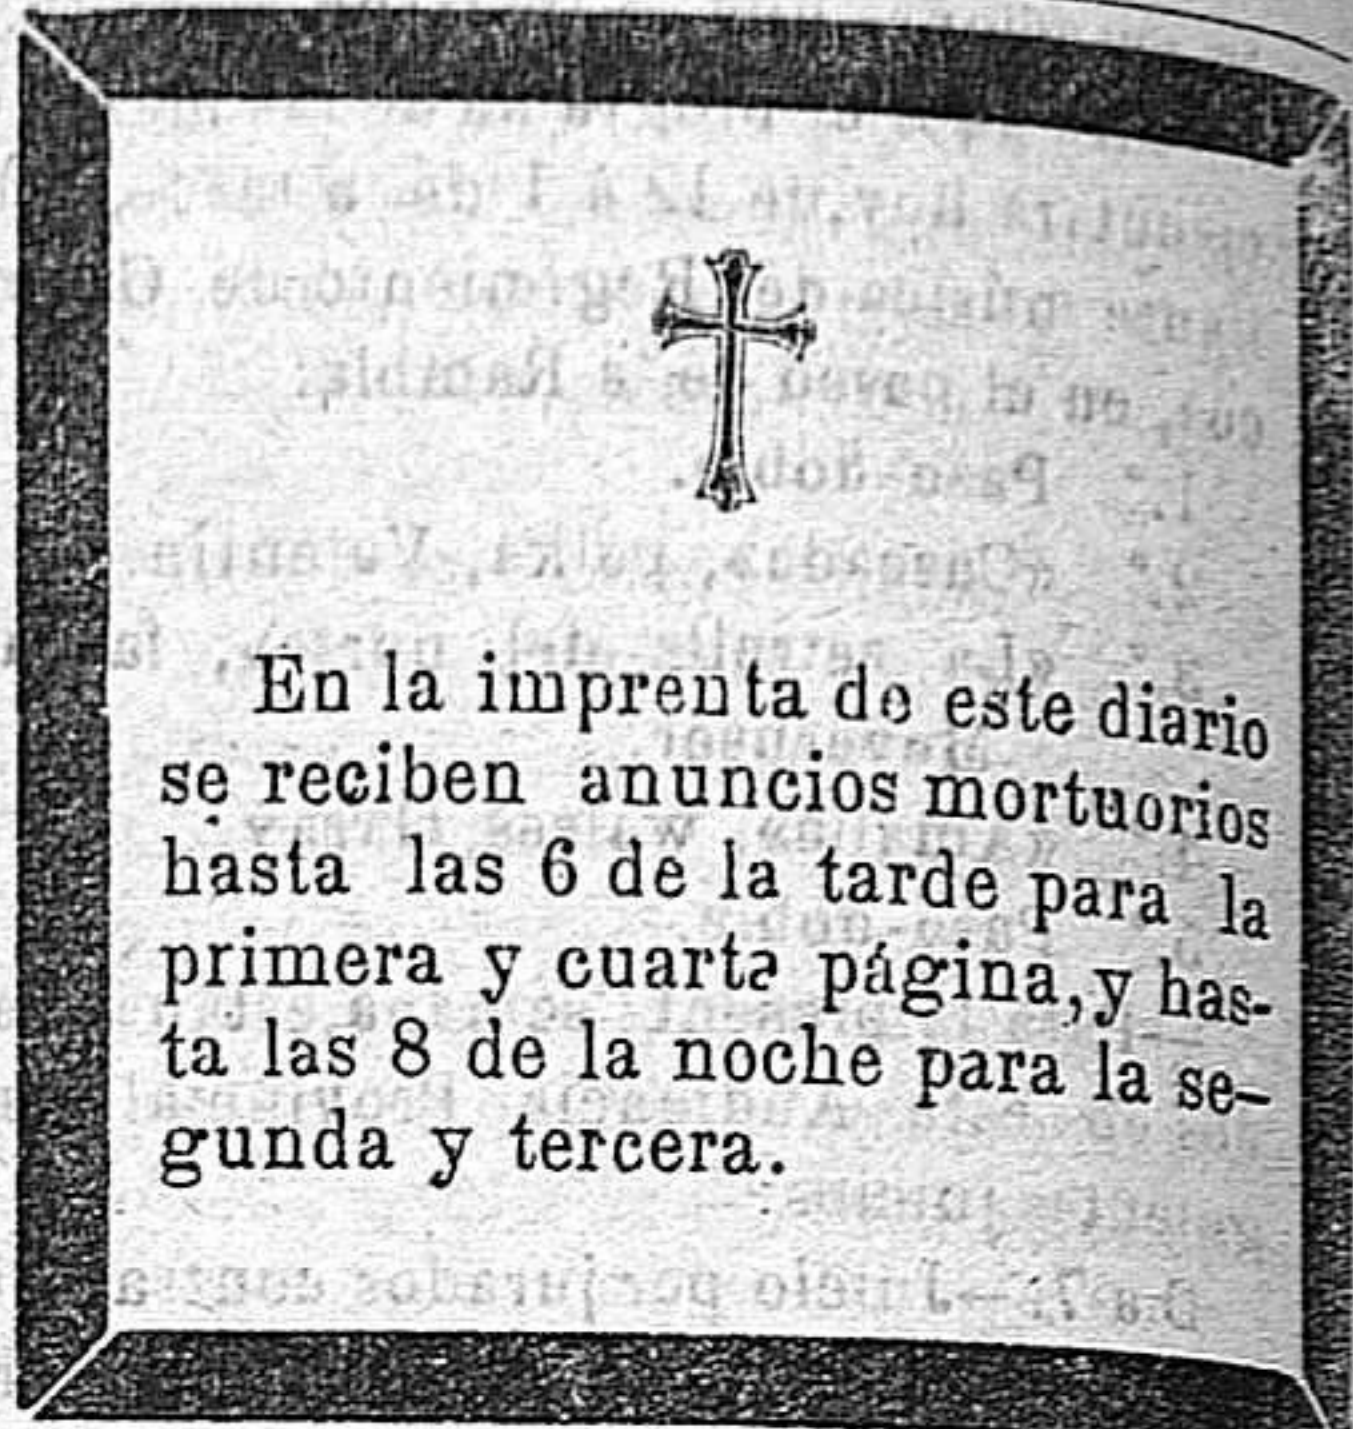 En la imprenta de este diario
se reciben anuncios mortuorios
hasta las 6 de la tarde para la
primera y cuarta página, y has-
ta las 8 de la noche para la se-
gunda y tercera.